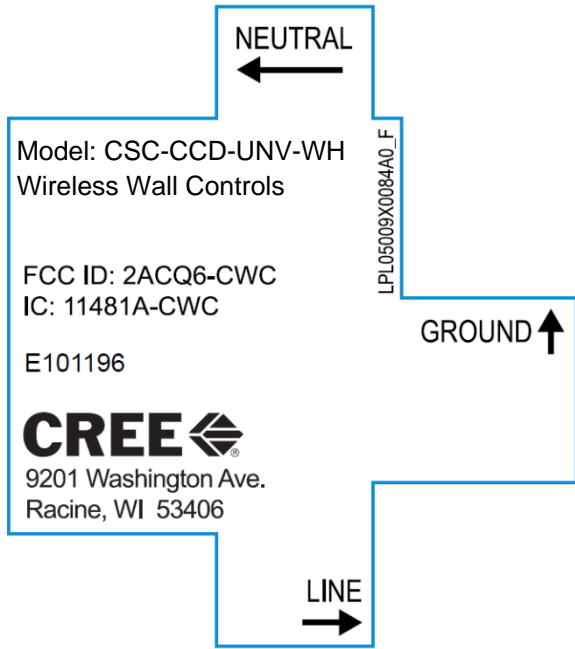 NEUTRAL
Model: CSC-CCD-UNV-WH
Wireless Wall Controls
LPL05009X0084A0_F
FCC ID: 2ACQ6-CWC
IC: 11481A-CWC
GROUND
E101196
CREE
9201 Washington Ave.
Racine, WI 53406
LINE